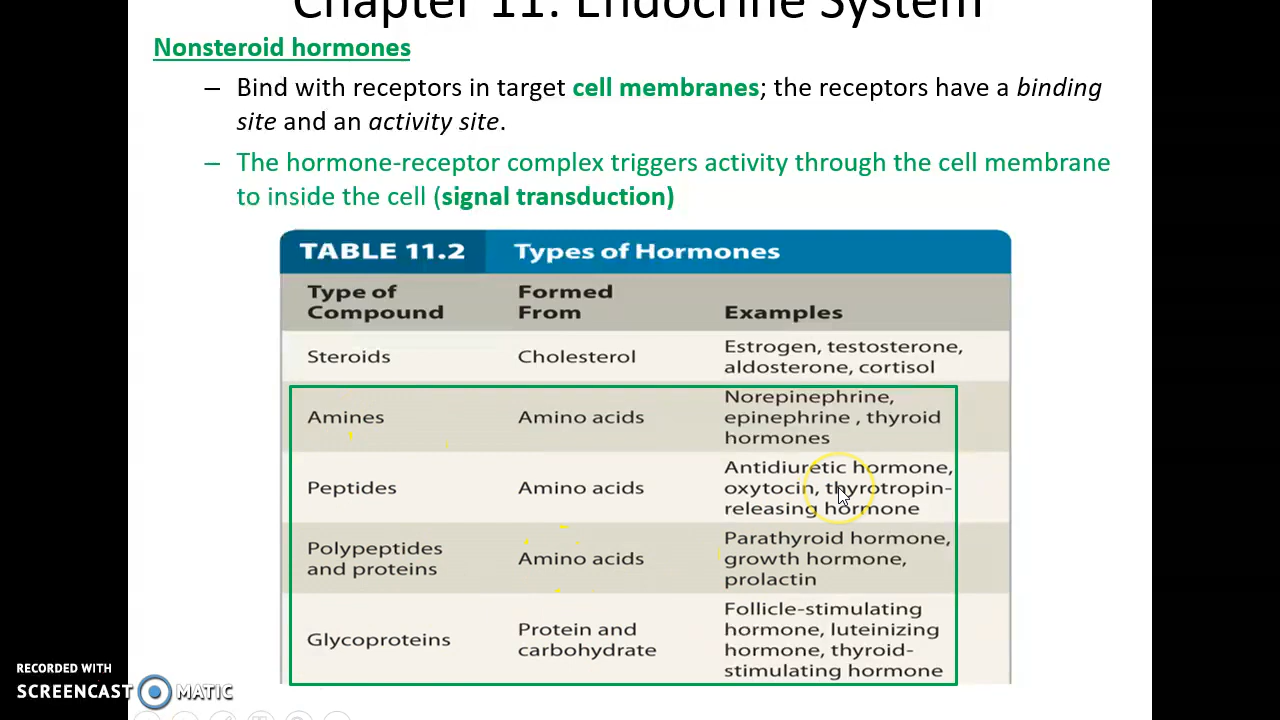 Chapter 11: Endocrine System
Nonsteroid hormones
– Bind with receptors in target cell membranes; the receptors have a binding
site and an activity site.
– The hormone-receptor complex triggers activity through the cell membrane
to inside the cell (signal transduction)
TABLE 11.2 Types of Hormones
Type of
Compound
Formed
From
Examples
Steroids
Cholesterol
Estrogen, testosterone,
aldosterone, cortisol
Amines
Amino acids
Norepinephrine,
epinephrine , thyroid
hormones
Peptides
Amino acids
Antidiuretic hormone,
oxytocin, thyrotropin-
releasing hormone
Polypeptides
and proteins
Amino acids
Parathyroid hormone,
growth hormone,
prolactin
Glycoproteins
Protein and
carbohydrate
Follicle-stimulating
hormone, luteinizing
hormone, thyroid-
stimulating hormone
RECORDED WITH
SCREENCAST MATIC